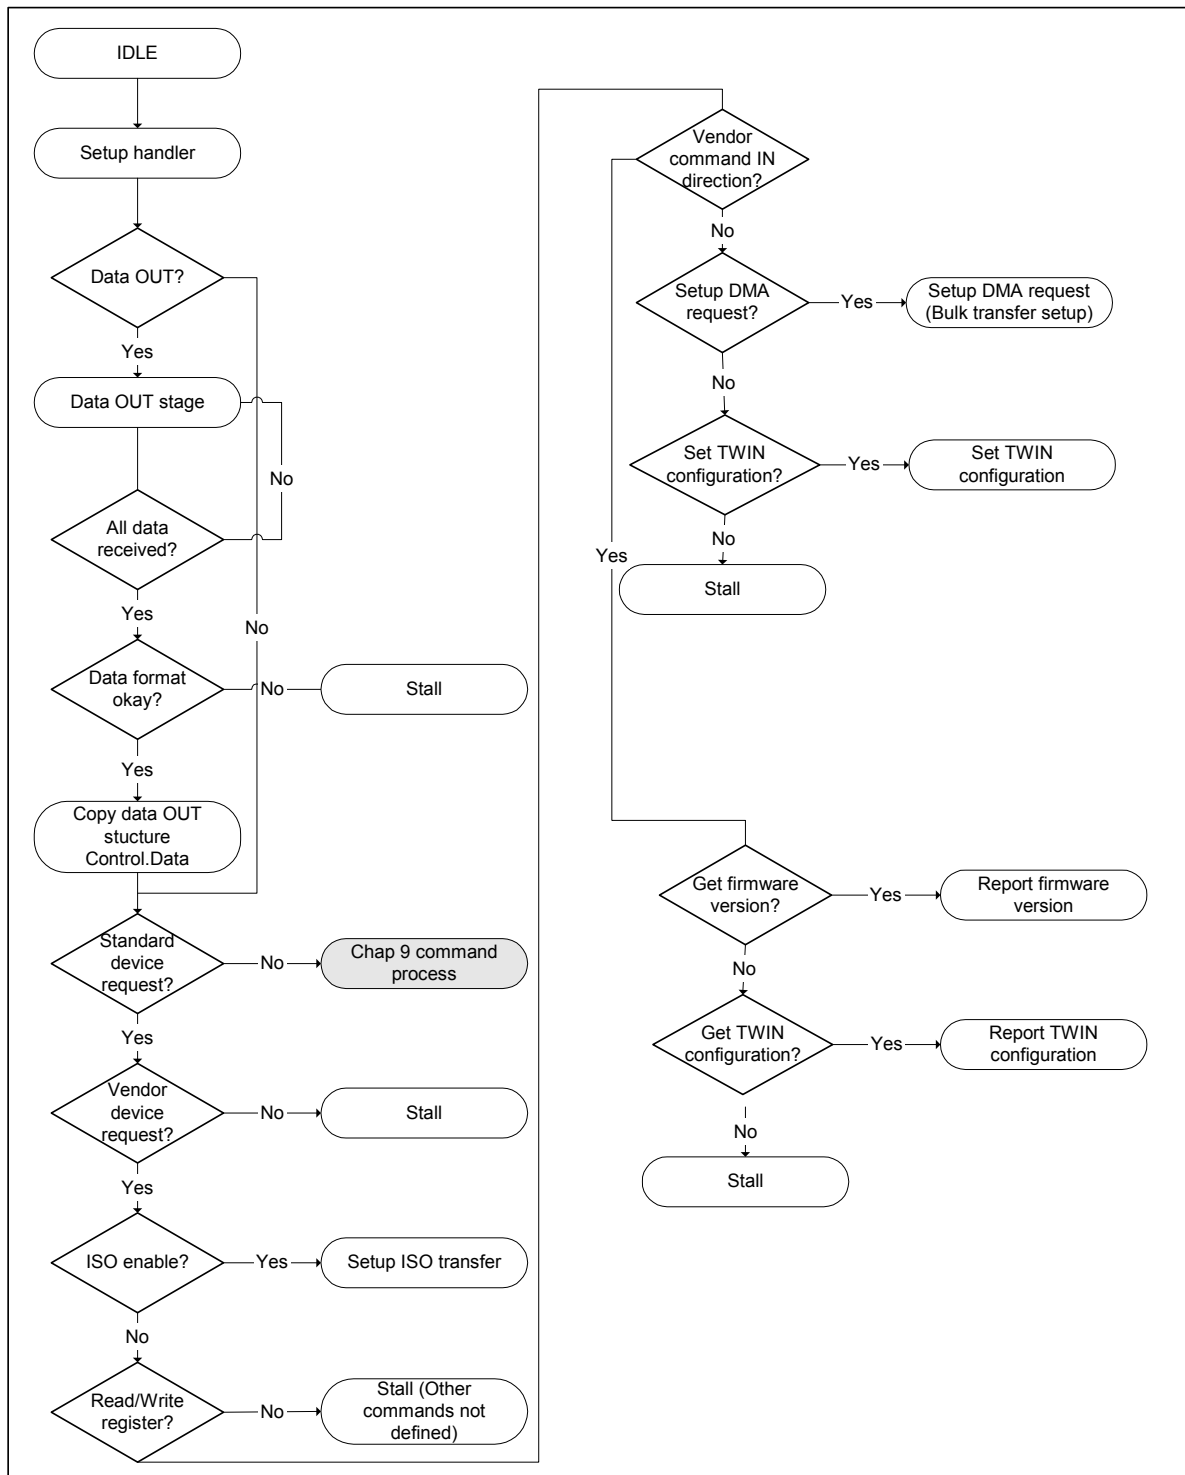 IDLE
Setup handler
Data OUT?
Yes
Data OUT stage
No
All data
received?
Yes
No
Data format
okay?
No
Stall
Yes
Copy data OUT
stucture
Control.Data
Standard
device
request?
No
Chap 9 command
process
Yes
Vendor
device
request?
No
Stall
Yes
ISO enable?
Yes
Setup ISO transfer
No
Read/Write
register?
No
Stall (Other
commands not
defined)
Vendor
command IN
direction?
No
Setup DMA
request?
Yes
Setup DMA request
(Bulk transfer setup)
No
Set TWIN
configuration?
Yes
Set TWIN
configuration
No
Yes
Stall
Get firmware
version?
Yes
Report firmware
version
No
Get TWIN
configuration?
Yes
Report TWIN
configuration
No
Stall